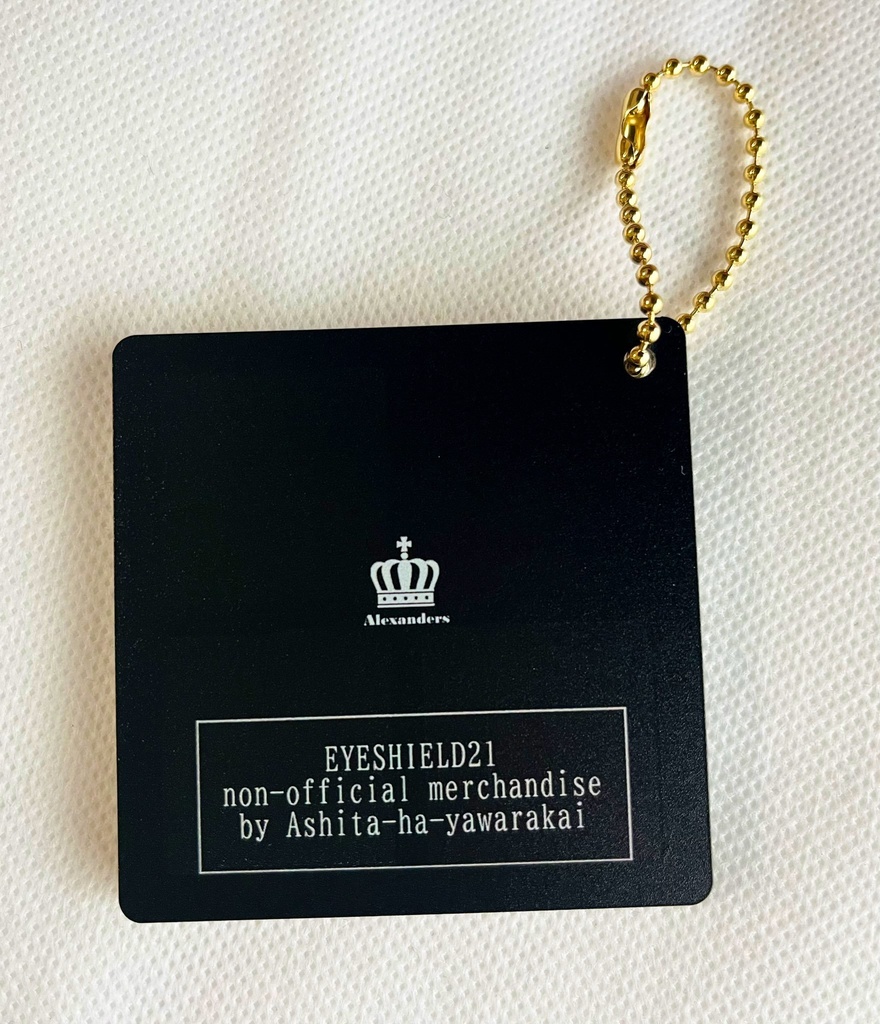 Alexanders
EYESHIELD21
non-official merchandise
by Ashita-ha-yawarakai